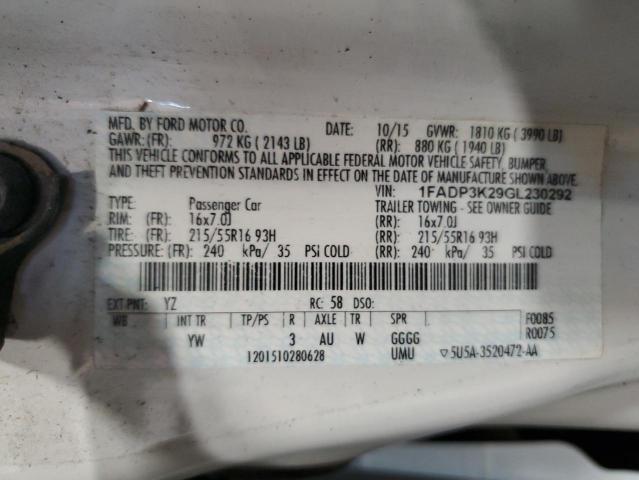 MFD. BY FORD MOTOR CO. DATE: 10/15 GVWR: 1810 KG ( 3990 LB)
GAWR: (FR): 972 KG ( 2143 LB) (RR): 880 KG ( 1940 LB)
THIS VEHICLE CONFORMS TO ALL APPLICABLE FEDERAL MOTOR VEHICLE SAFETY, BUMPER,
AND THEFT PREVENTION STANDARDS IN EFFECT ON THE DATE OF MANUFACTURE SHOWN ABOVE.
VIN: 1FADP3K29GL230292
TYPE: Passenger Car TRAILER TOWING - SEE OWNER GUIDE
RIM: (FR): 16x7.0J (RR): 16x7.0J
TIRE: (FR): 215/55R16 93H (RR): 215/55R16 93H
PRESSURE: (FR): 240 kPa/ 35 PSI COLD (RR): 240 kPa/ 35 PSI COLD
EXT PNT: YZ RC: 58 DSO:
WB INT TR TP/PS R AXLE TR SPR F0085
YW 3 AU W GGGG R0075
1201510280628 UMU ▽5U5A-3520472-AA